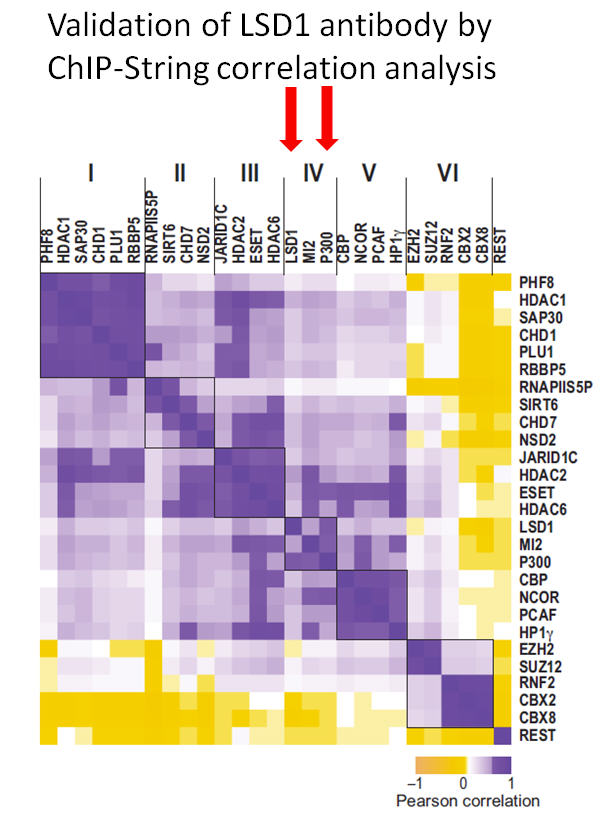 Validation of LSD1 antibody by
ChIP-String correlation analysis
I II III IV V VI
PHF8 HDAC1 SAP30 CHD1 PLU1 RBBP5 RNAPIIS5P SIRT6 CHD7 NSD2 JARID1C HDAC2 ESET HDAC6 LSD1 MI2 P300 CBP NCOR PCAF HP1γ EZH2 SUZ12 RNF2 CBX2 CBX8 REST
PHF8
HDAC1
SAP30
CHD1
PLU1
RBBP5
RNAPIIS5P
SIRT6
CHD7
NSD2
JARID1C
HDAC2
ESET
HDAC6
LSD1
MI2
P300
CBP
NCOR
PCAF
HP1γ
EZH2
SUZ12
RNF2
CBX2
CBX8
REST
−1 0 1
Pearson correlation